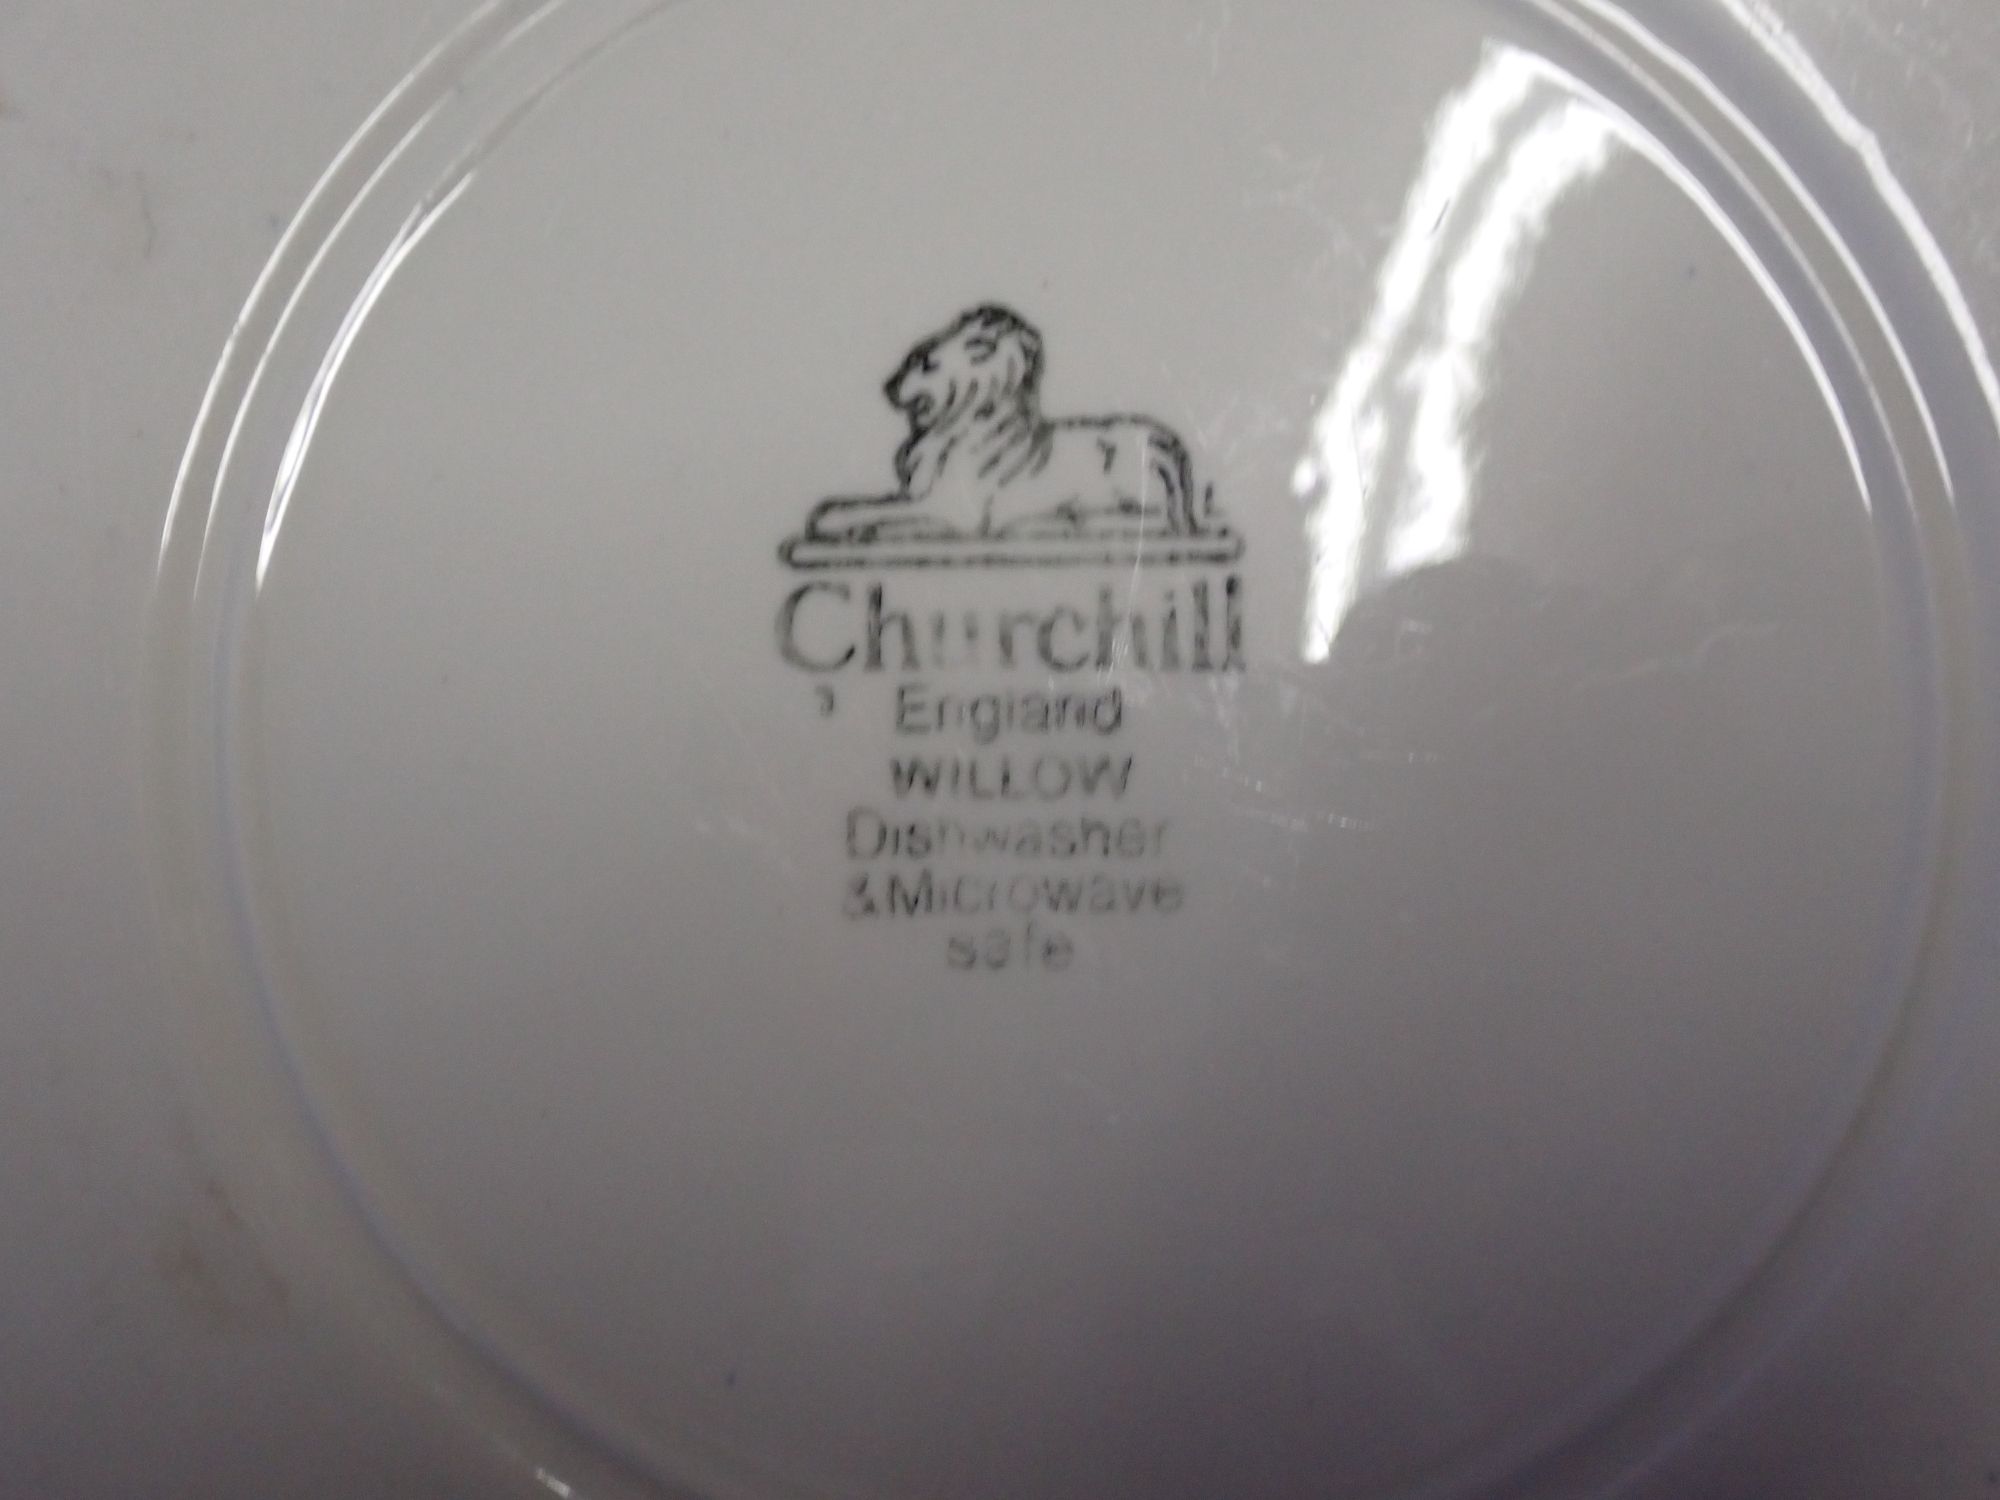 Churchill
England
WILLOW
Dishwasher
&Microwave
safe